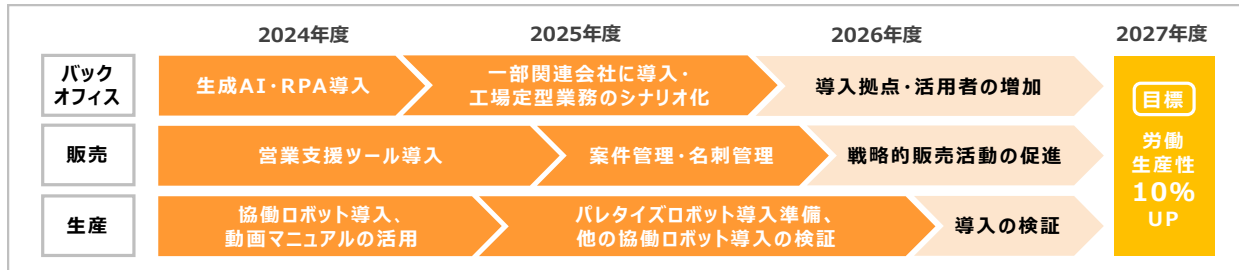 2024年度
2025年度
2026年度
2027年度
バック
オフィス
生成AI・RPA導入
一部関連会社に導入・
工場定型業務のシナリオ化
導入拠点・活用者の増加
販売
営業支援ツール導入
案件管理・名刺管理
戦略的販売活動の促進
生産
協働ロボット導入、
動画マニュアルの活用
パレタイズロボット導入準備、
他の協働ロボット導入の検証
導入の検証
目標
労働
生産性
10%
UP